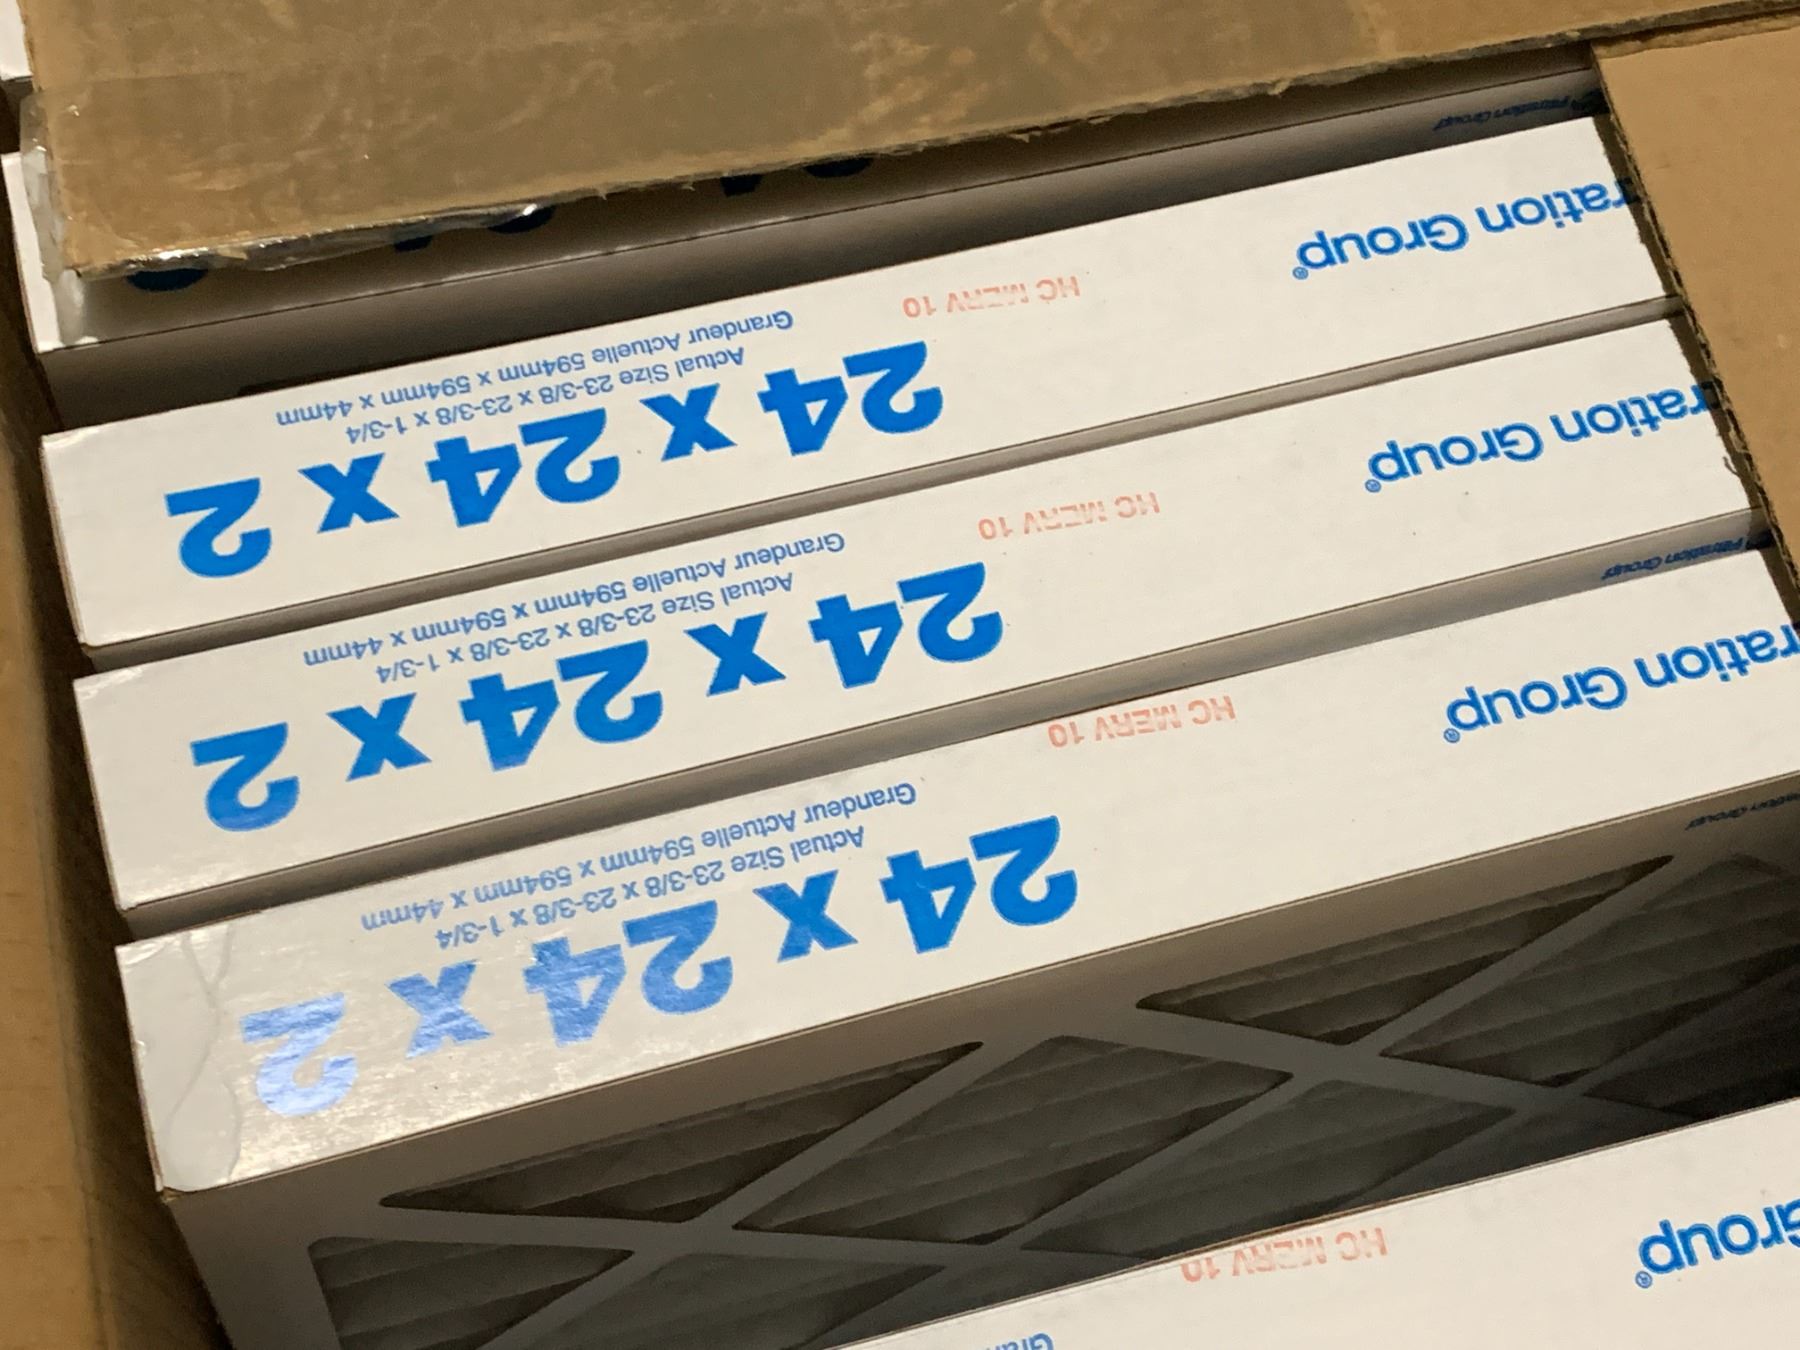 Filtration Group
ration Group®
HC MERV 10
24 x 24 x 2
Actual Size 23-3/8 x 23-3/8 x 1-3/4
Grandeur Actuelle 594mm x 594mm x 44mm
ration Group®
HC MERV 10
24 x 24 x 2
Actual Size 23-3/8 x 23-3/8 x 1-3/4
Grandeur Actuelle 594mm x 594mm x 44mm
Filtration Group
ration Group®
HC MERV 10
24 x 24 x 2
Actual Size 23-3/8 x 23-3/8 x 1-3/4
Grandeur Actuelle 594mm x 594mm x 44mm
Group®
HC MERV 10